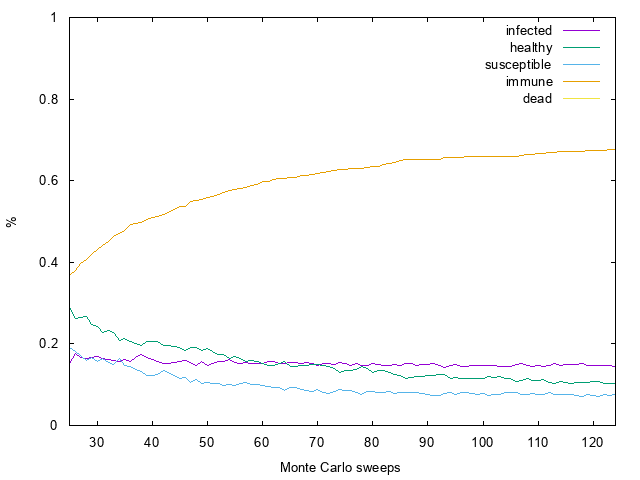 1
infected
healthy
susceptible
immune
dead
0.8
0.6
%
0.4
0.2
0
30 40 50 60 70 80 90 100 110 120
Monte Carlo sweeps